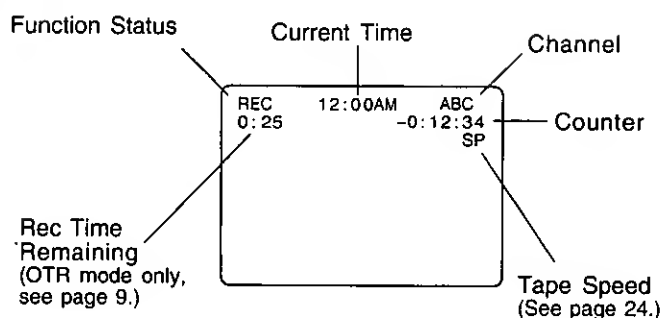 Function Status
Current Time
Channel
REC 12:00AM ABC
0:25 -0:12:34
SP
Counter
Rec Time
Remaining
(OTR mode only,
see page 9.)
Tape Speed
(See page 24.)